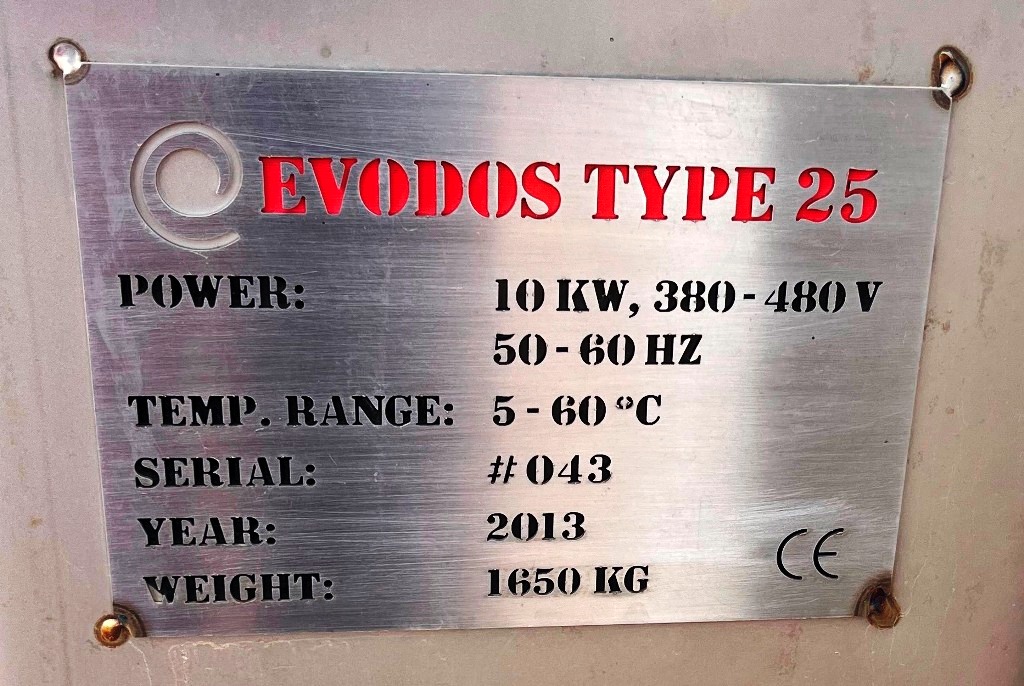 EVODOS TYPE 25
POWER: 10 KW, 380 - 480 V
50 - 60 HZ
TEMP. RANGE: 5 - 60 °C
SERIAL: # 043
YEAR: 2013
WEIGHT: 1650 KG
CE